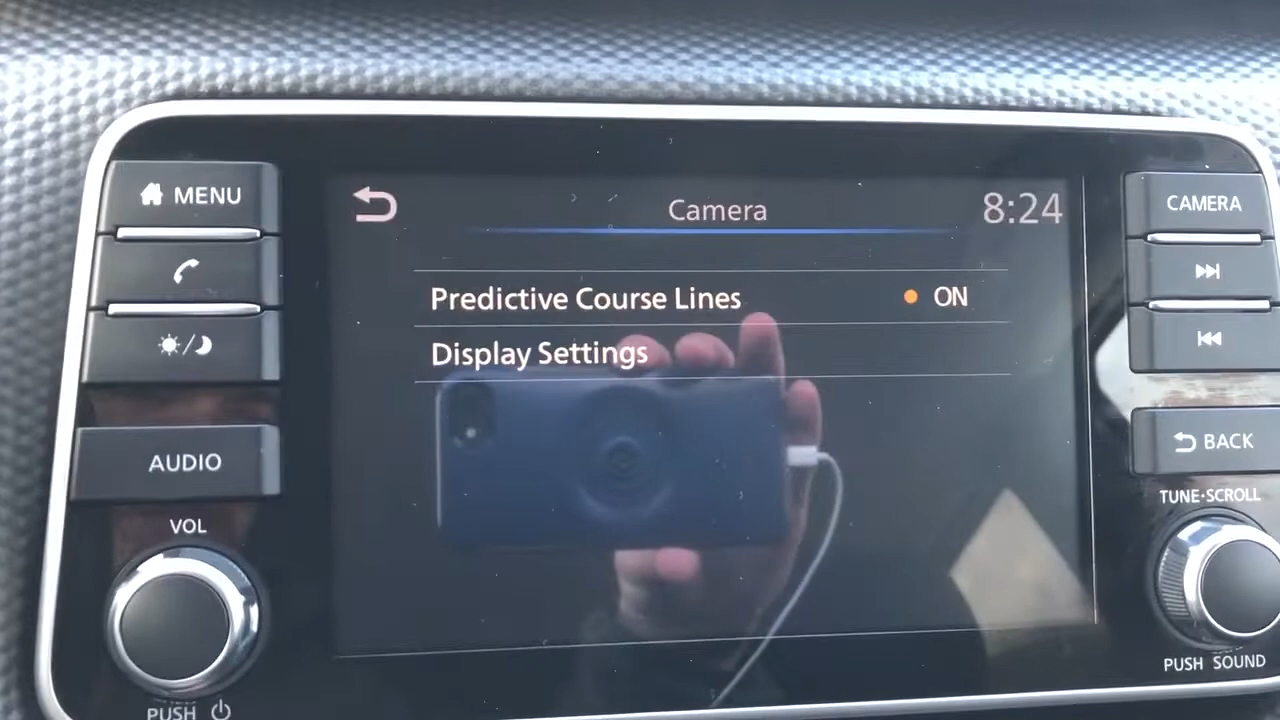 MENU
Camera
8:24
CAMERA
Predictive Course Lines
ON
Display Settings
AUDIO
BACK
VOL
TUNE·SCROLL
PUSH
PUSH SOUND